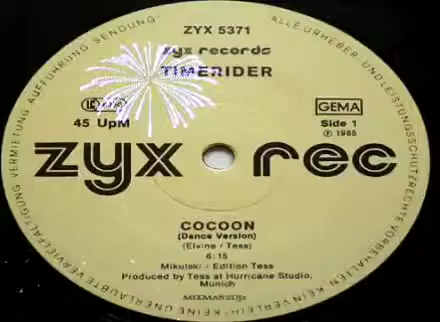 ZYX 5371
zyx records
TIMERIDER
LC
GEMA
45 UpM
Side 1
℗ 1985
zyx rec
COCOON
(Dance Version)
(Elvine / Tess)
6:15
Mikulski / Edition Tess
Produced by Tess at Hurricane Studio,
Munich
MIXMASTDJz
ALLE URHEBER- UND LEISTUNGSSCHUTZRECHTE VORBEHALTEN · KEIN VERLEIH! KEINE UNERLAUBTE VERVIELFÄLTIGUNG, VERMIETUNG, AUFFÜHRUNG, SENDUNG!